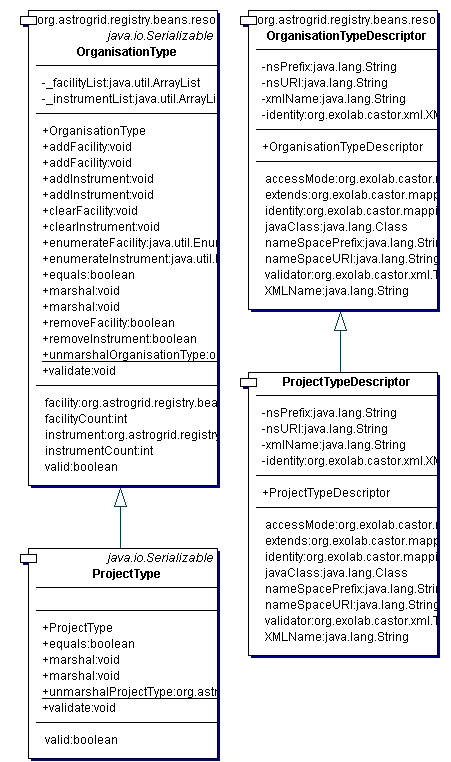 org.astrogrid.registry.beans.reso
java.io.Serializable
OrganisationType
-_facilityList:java.util.ArrayList
-_instrumentList:java.util.ArrayLi
+OrganisationType
+addFacility:void
+addFacility:void
+addInstrument:void
+addInstrument:void
+clearFacility:void
+clearInstrument:void
+enumerateFacility:java.util.Enu
+enumerateInstrument:java.util.
+equals:boolean
+marshal:void
+marshal:void
+removeFacility:boolean
+removeInstrument:boolean
+unmarshalOrganisationType:o
+validate:void
facility:org.astrogrid.registry.bea
facilityCount:int
instrument:org.astrogrid.registry
instrumentCount:int
valid:boolean
java.io.Serializable
ProjectType
+ProjectType
+equals:boolean
+marshal:void
+marshal:void
+unmarshalProjectType:org.ast
+validate:void
valid:boolean
org.astrogrid.registry.beans.reso
OrganisationTypeDescriptor
-nsPrefix:java.lang.String
-nsURI:java.lang.String
-xmlName:java.lang.String
-identity:org.exolab.castor.xml.XM
+OrganisationTypeDescriptor
accessMode:org.exolab.castor.m
extends:org.exolab.castor.mappi
identity:org.exolab.castor.mappi
javaClass:java.lang.Class
nameSpacePrefix:java.lang.Stri
nameSpaceURI:java.lang.String
validator:org.exolab.castor.xml.T
XMLName:java.lang.String
ProjectTypeDescriptor
-nsPrefix:java.lang.String
-nsURI:java.lang.String
-xmlName:java.lang.String
-identity:org.exolab.castor.xml.XM
+ProjectTypeDescriptor
accessMode:org.exolab.castor.m
extends:org.exolab.castor.mappi
identity:org.exolab.castor.mappi
javaClass:java.lang.Class
nameSpacePrefix:java.lang.Stri
nameSpaceURI:java.lang.String
validator:org.exolab.castor.xml.T
XMLName:java.lang.String